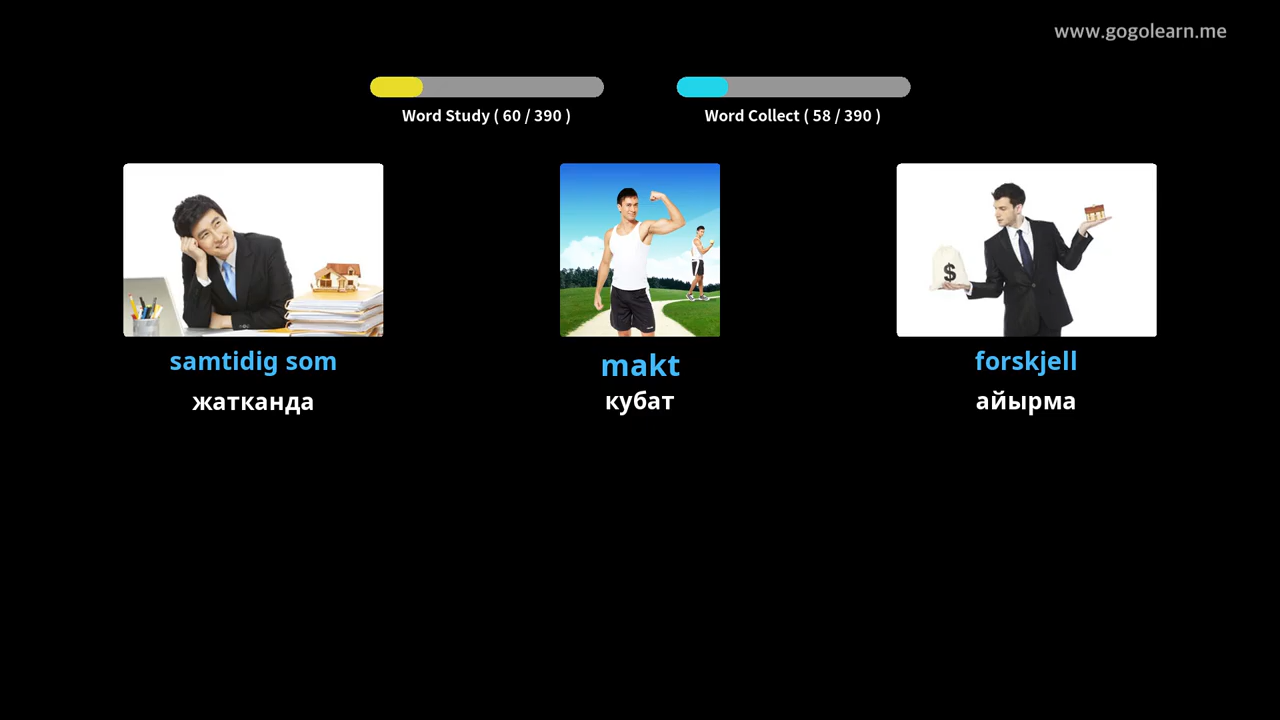 www.gogolearn.me
Word Study ( 60 / 390 )
Word Collect ( 58 / 390 )
samtidig som
жатканда
makt
кубат
forskjell
айырма
$